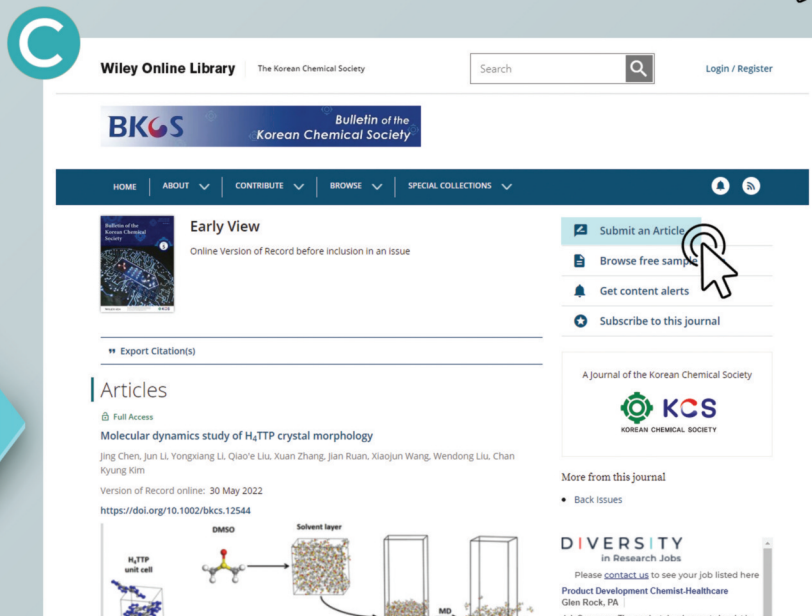 C
Wiley Online Library
The Korean Chemical Society
Search
Login / Register
BKCS
Bulletin of the
Korean Chemical Society
HOME
ABOUT
CONTRIBUTE
BROWSE
SPECIAL COLLECTIONS
Bulletin of the
Korean Chemical
Society
Early View
Online Version of Record before inclusion in an issue
Submit an Article
Browse free sample
Get content alerts
Subscribe to this journal
Export Citation(s)
Articles
Full Access
Molecular dynamics study of H₄TTP crystal morphology
Jing Chen, Jun Li, Yongxiang Li, Qiao'e Liu, Xuan Zhang, Jian Ruan, Xiaojun Wang, Wendong Liu, Chan
Kyung Kim
Version of Record online: 30 May 2022
https://doi.org/10.1002/bkcs.12544
DMSO
Solvent layer
H₄TTP
unit cell
MD
A Journal of the Korean Chemical Society
KCS
KOREAN CHEMICAL SOCIETY
More from this journal
• Back Issues
DIVERSITY
in Research Jobs
Please contact us to see your job listed here
Product Development Chemist-Healthcare
Glen Rock, PA